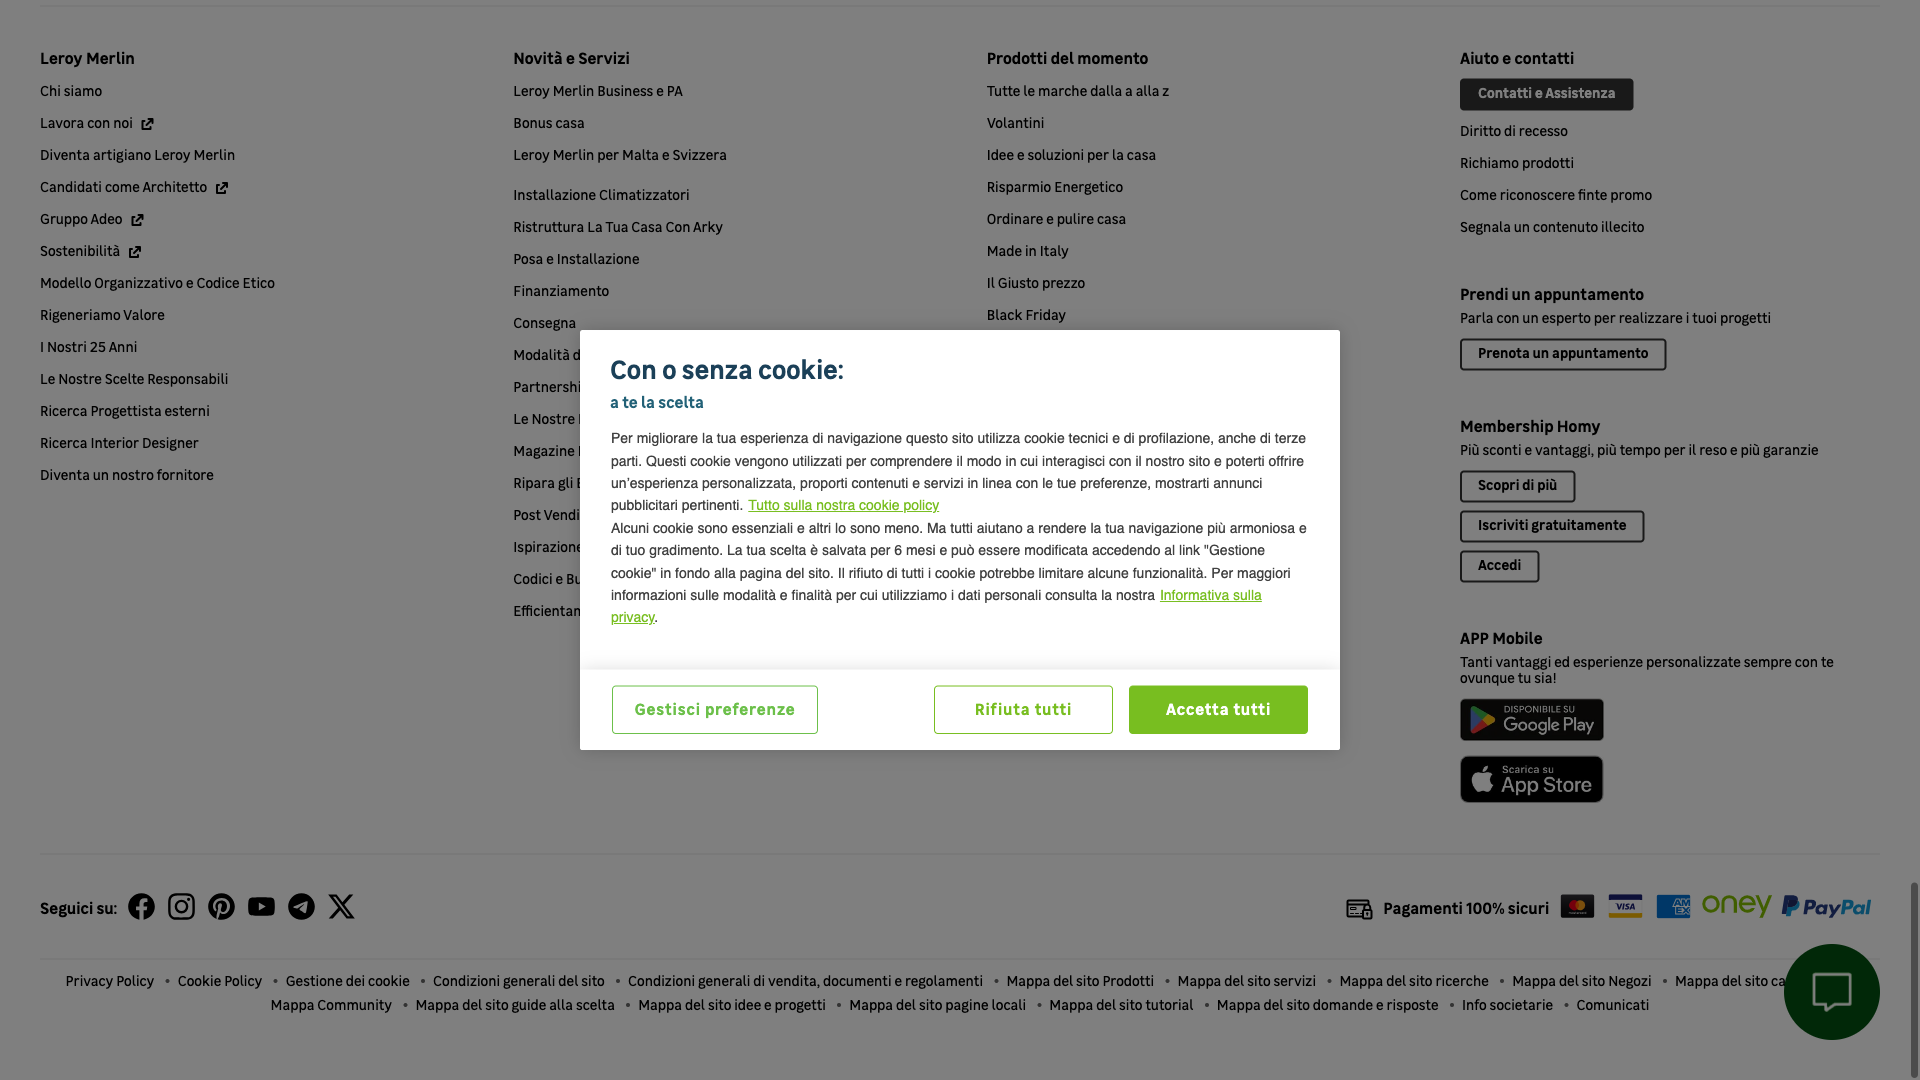 Leroy Merlin
Chi siamo
Lavora con noi
Diventa artigiano Leroy Merlin
Candidati come Architetto
Gruppo Adeo
Sostenibilità
Modello Organizzativo e Codice Etico
Rigeneriamo Valore
I Nostri 25 Anni
Le Nostre Scelte Responsabili
Ricerca Progettista esterni
Ricerca Interior Designer
Diventa un nostro fornitore
Novità e Servizi
Leroy Merlin Business e PA
Bonus casa
Leroy Merlin per Malta e Svizzera
Installazione Climatizzatori
Ristruttura La Tua Casa Con Arky
Posa e Installazione
Finanziamento
Consegna
Modalità
Le Nostre
Magazine
Ripara gli
Post Vendi
Codici e
Prodotti del momento
Tutte le marche dalla a alla z
Volantini
Idee e soluzioni per la casa
Risparmio Energetico
Ordinare e pulire casa
Made in Italy
Il Giusto prezzo
Black Friday
Aiuto e contatti
Contatti e Assistenza
Diritto di recesso
Richiamo prodotti
Come riconoscere finte promo
Segnala un contenuto illecito
Prendi un appuntamento
Parla con un esperto per realizzare i tuoi progetti
Prenota un appuntamento
Membership Homy
Più sconti e vantaggi, più tempo per il reso e più garanzie
Scopri di più
Iscriviti gratuitamente
Accedi
APP Mobile
Tanti vantaggi ed esperienze personalizzate sempre con te
ovunque tu sia!
DISPONIBILE SU
Google Play
Scarica su
App Store
Con o senza cookie:
a te la scelta
Per migliorare la tua esperienza di navigazione questo sito utilizza cookie tecnici e di profilazione, anche di terze
parti. Questi cookie vengono utilizzati per comprendere il modo in cui interagisci con il nostro sito e poterti offrire
un'esperienza personalizzata, proporti contenuti e servizi in linea con le tue preferenze, mostrarti annunci
pubblicitari pertinenti. Tutto sulla nostra cookie policy
Alcuni cookie sono essenziali e altri lo sono meno. Ma tutti aiutano a rendere la tua navigazione più armoniosa e
di tuo gradimento. La tua scelta è salvata per 6 mesi e può essere modificata accedendo al link "Gestione
cookie" in fondo alla pagina del sito. Il rifiuto di tutti i cookie potrebbe limitare alcune funzionalità. Per maggiori
informazioni sulle modalità e finalità per cui utilizziamo i dati personali consulta la nostra Informativa sulla
privacy.
Gestisci preferenze
Rifiuta tutti
Accetta tutti
Seguici su:
Pagamenti 100% sicuri
VISA
AM
EX
oney
PayPal
Privacy Policy • Cookie Policy • Gestione dei cookie • Condizioni generali del sito • Condizioni generali di vendita, documenti e regolamenti • Mappa del sito Prodotti • Mappa del sito servizi • Mappa del sito ricerche • Mappa del sito Negozi • Mappa del sito ca
Mappa Community • Mappa del sito guide alla scelta • Mappa del sito idee e progetti • Mappa del sito pagine locali • Mappa del sito tutorial • Mappa del sito domande e risposte • Info societarie • Comunicati